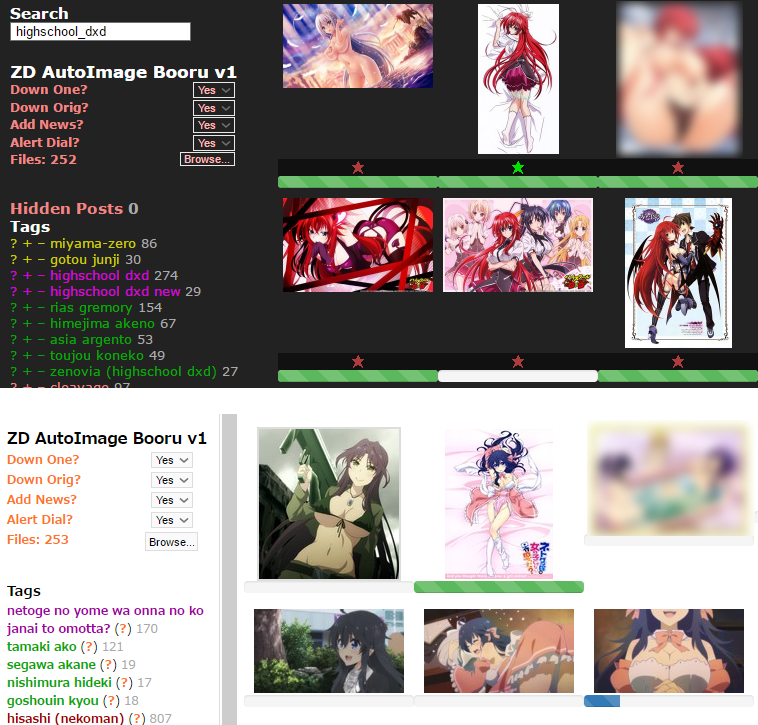 Search
highschool_dxd
ZD AutoImage Booru v1
Down One? Yes
Down Orig? Yes
Add News? Yes
Alert Dial? Yes
Files: 252 Browse...
Hidden Posts 0
Tags
? + – miyama-zero 86
? + – gotou junji 30
? + – highschool dxd 274
? + – highschool dxd new 29
? + – rias gremory 154
? + – himejima akeno 67
? + – asia argento 53
? + – toujou koneko 49
? + – zenovia (highschool dxd) 27
? + – cleavage 97
ZD AutoImage Booru v1
Down One? Yes
Down Orig? Yes
Add News? Yes
Alert Dial? Yes
Files: 253 Browse...
Tags
netoge no yome wa onna no ko
janai to omotta? (?) 170
tamaki ako (?) 121
segawa akane (?) 19
nishimura hideki (?) 17
goshouin kyou (?) 18
hisashi (nekoman) (?) 807